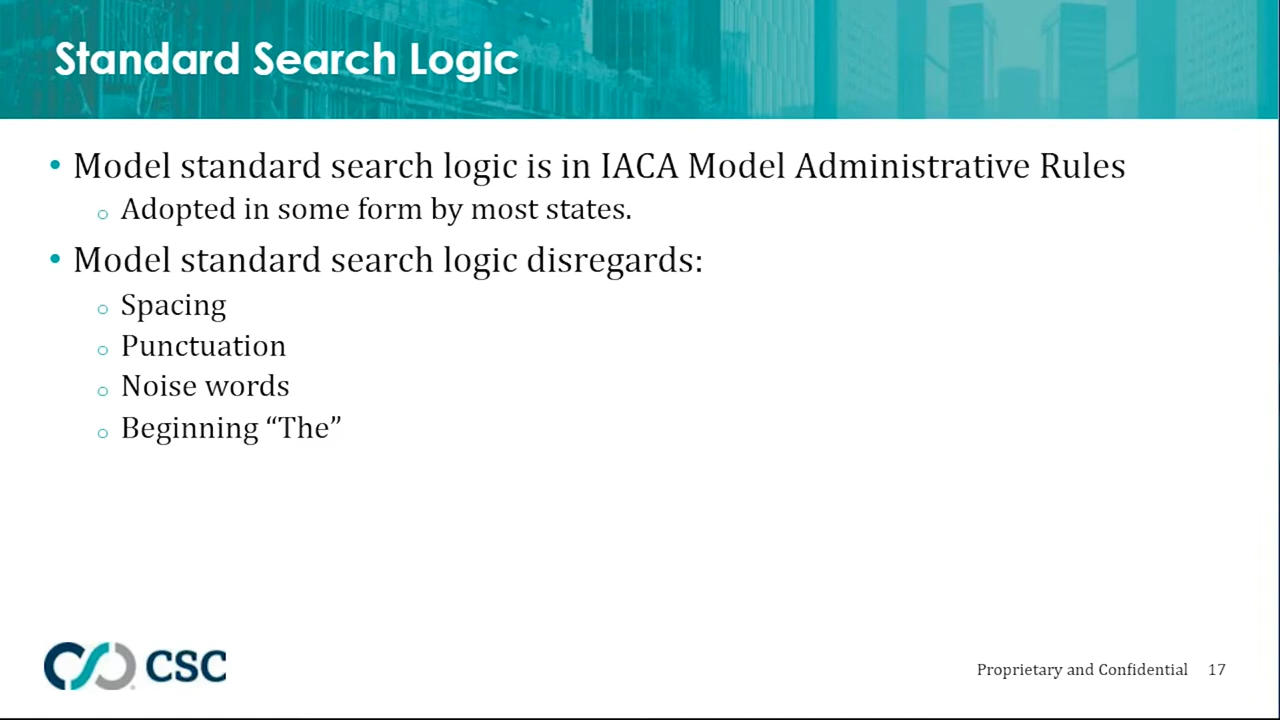 Standard Search Logic
• Model standard search logic is in IACA Model Administrative Rules
o Adopted in some form by most states.
• Model standard search logic disregards:
o Spacing
o Punctuation
o Noise words
o Beginning “The”
CSC
Proprietary and Confidential 17